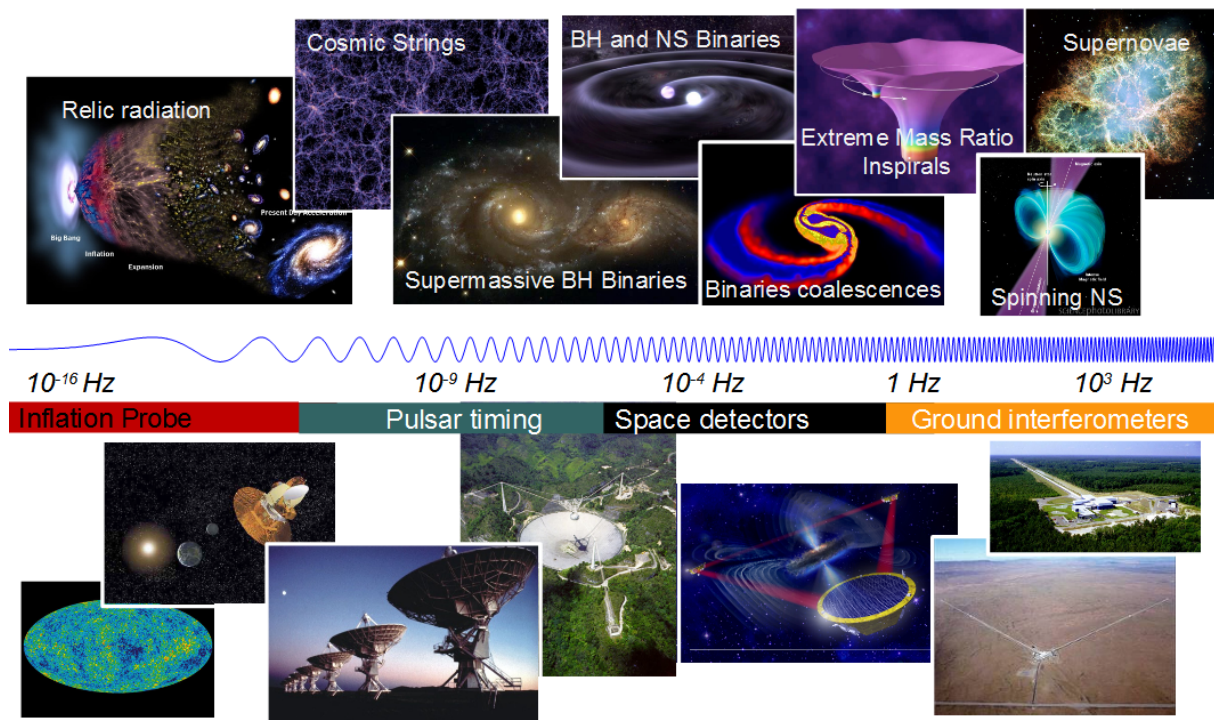 Cosmic Strings
BH and NS Binaries
Supernovae
Relic radiation
Extreme Mass Ratio
Inspirals
Present Day Acceleration
Big Bang
Inflation
Expansion
Supermassive BH Binaries
Binaries coalescences
Spinning NS
10-16 Hz
10-9 Hz
10-4 Hz
1 Hz
103 Hz
Inflation Probe
Pulsar timing
Space detectors
Ground interferometers